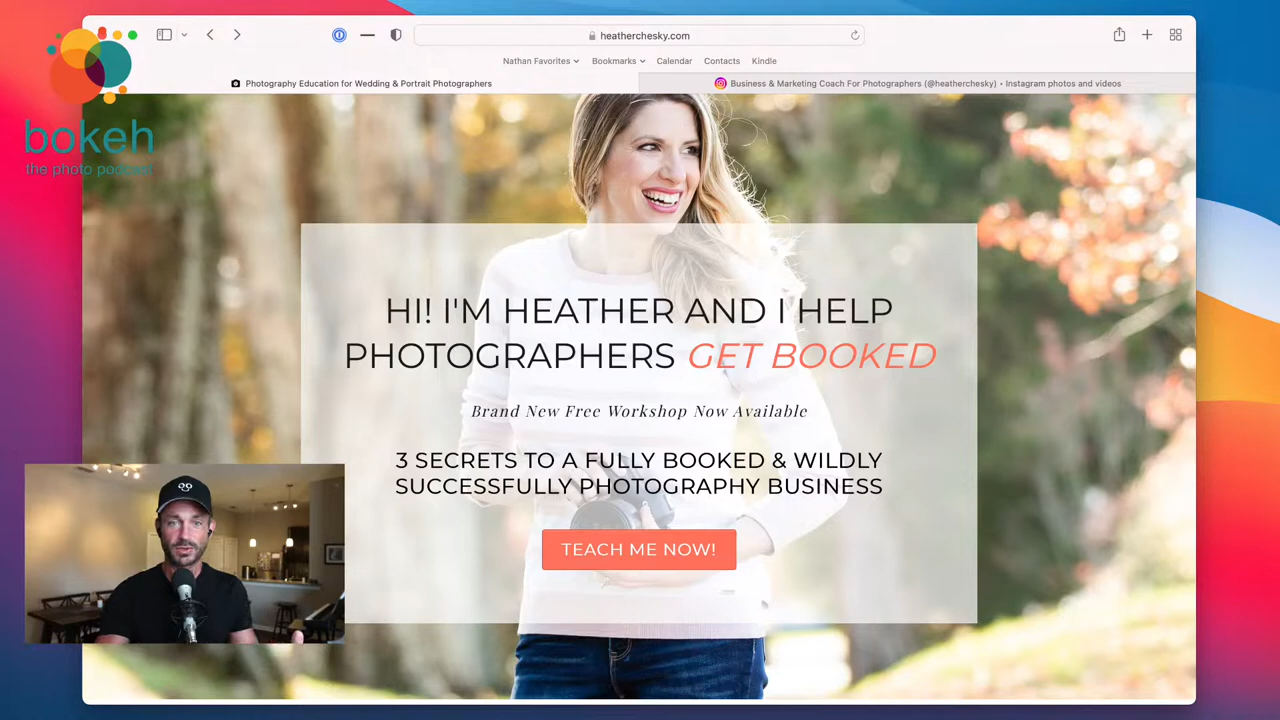 bokeh
the photo podcast
heatherchesky.com
Nathan Favorites
Bookmarks
Calendar
Contacts
Kindle
Photography Education for Wedding & Portrait Photographers
Business & Marketing Coach For Photographers (@heatherchesky) • Instagram photos and videos
HI! I'M HEATHER AND I HELP
PHOTOGRAPHERS GET BOOKED
Brand New Free Workshop Now Available
3 SECRETS TO A FULLY BOOKED & WILDLY
SUCCESSFULLY PHOTOGRAPHY BUSINESS
TEACH ME NOW!